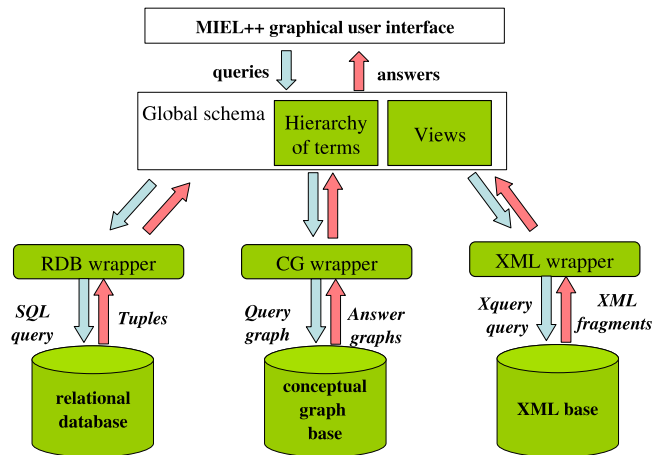 MIEL++ graphical user interface
queries
answers
Global schema
Hierarchy
of terms
Views
RDB wrapper
CG wrapper
XML wrapper
SQL
query
Tuples
Query
graph
Answer
graphs
Xquery
query
XML
fragments
relational
database
conceptual
graph
base
XML base